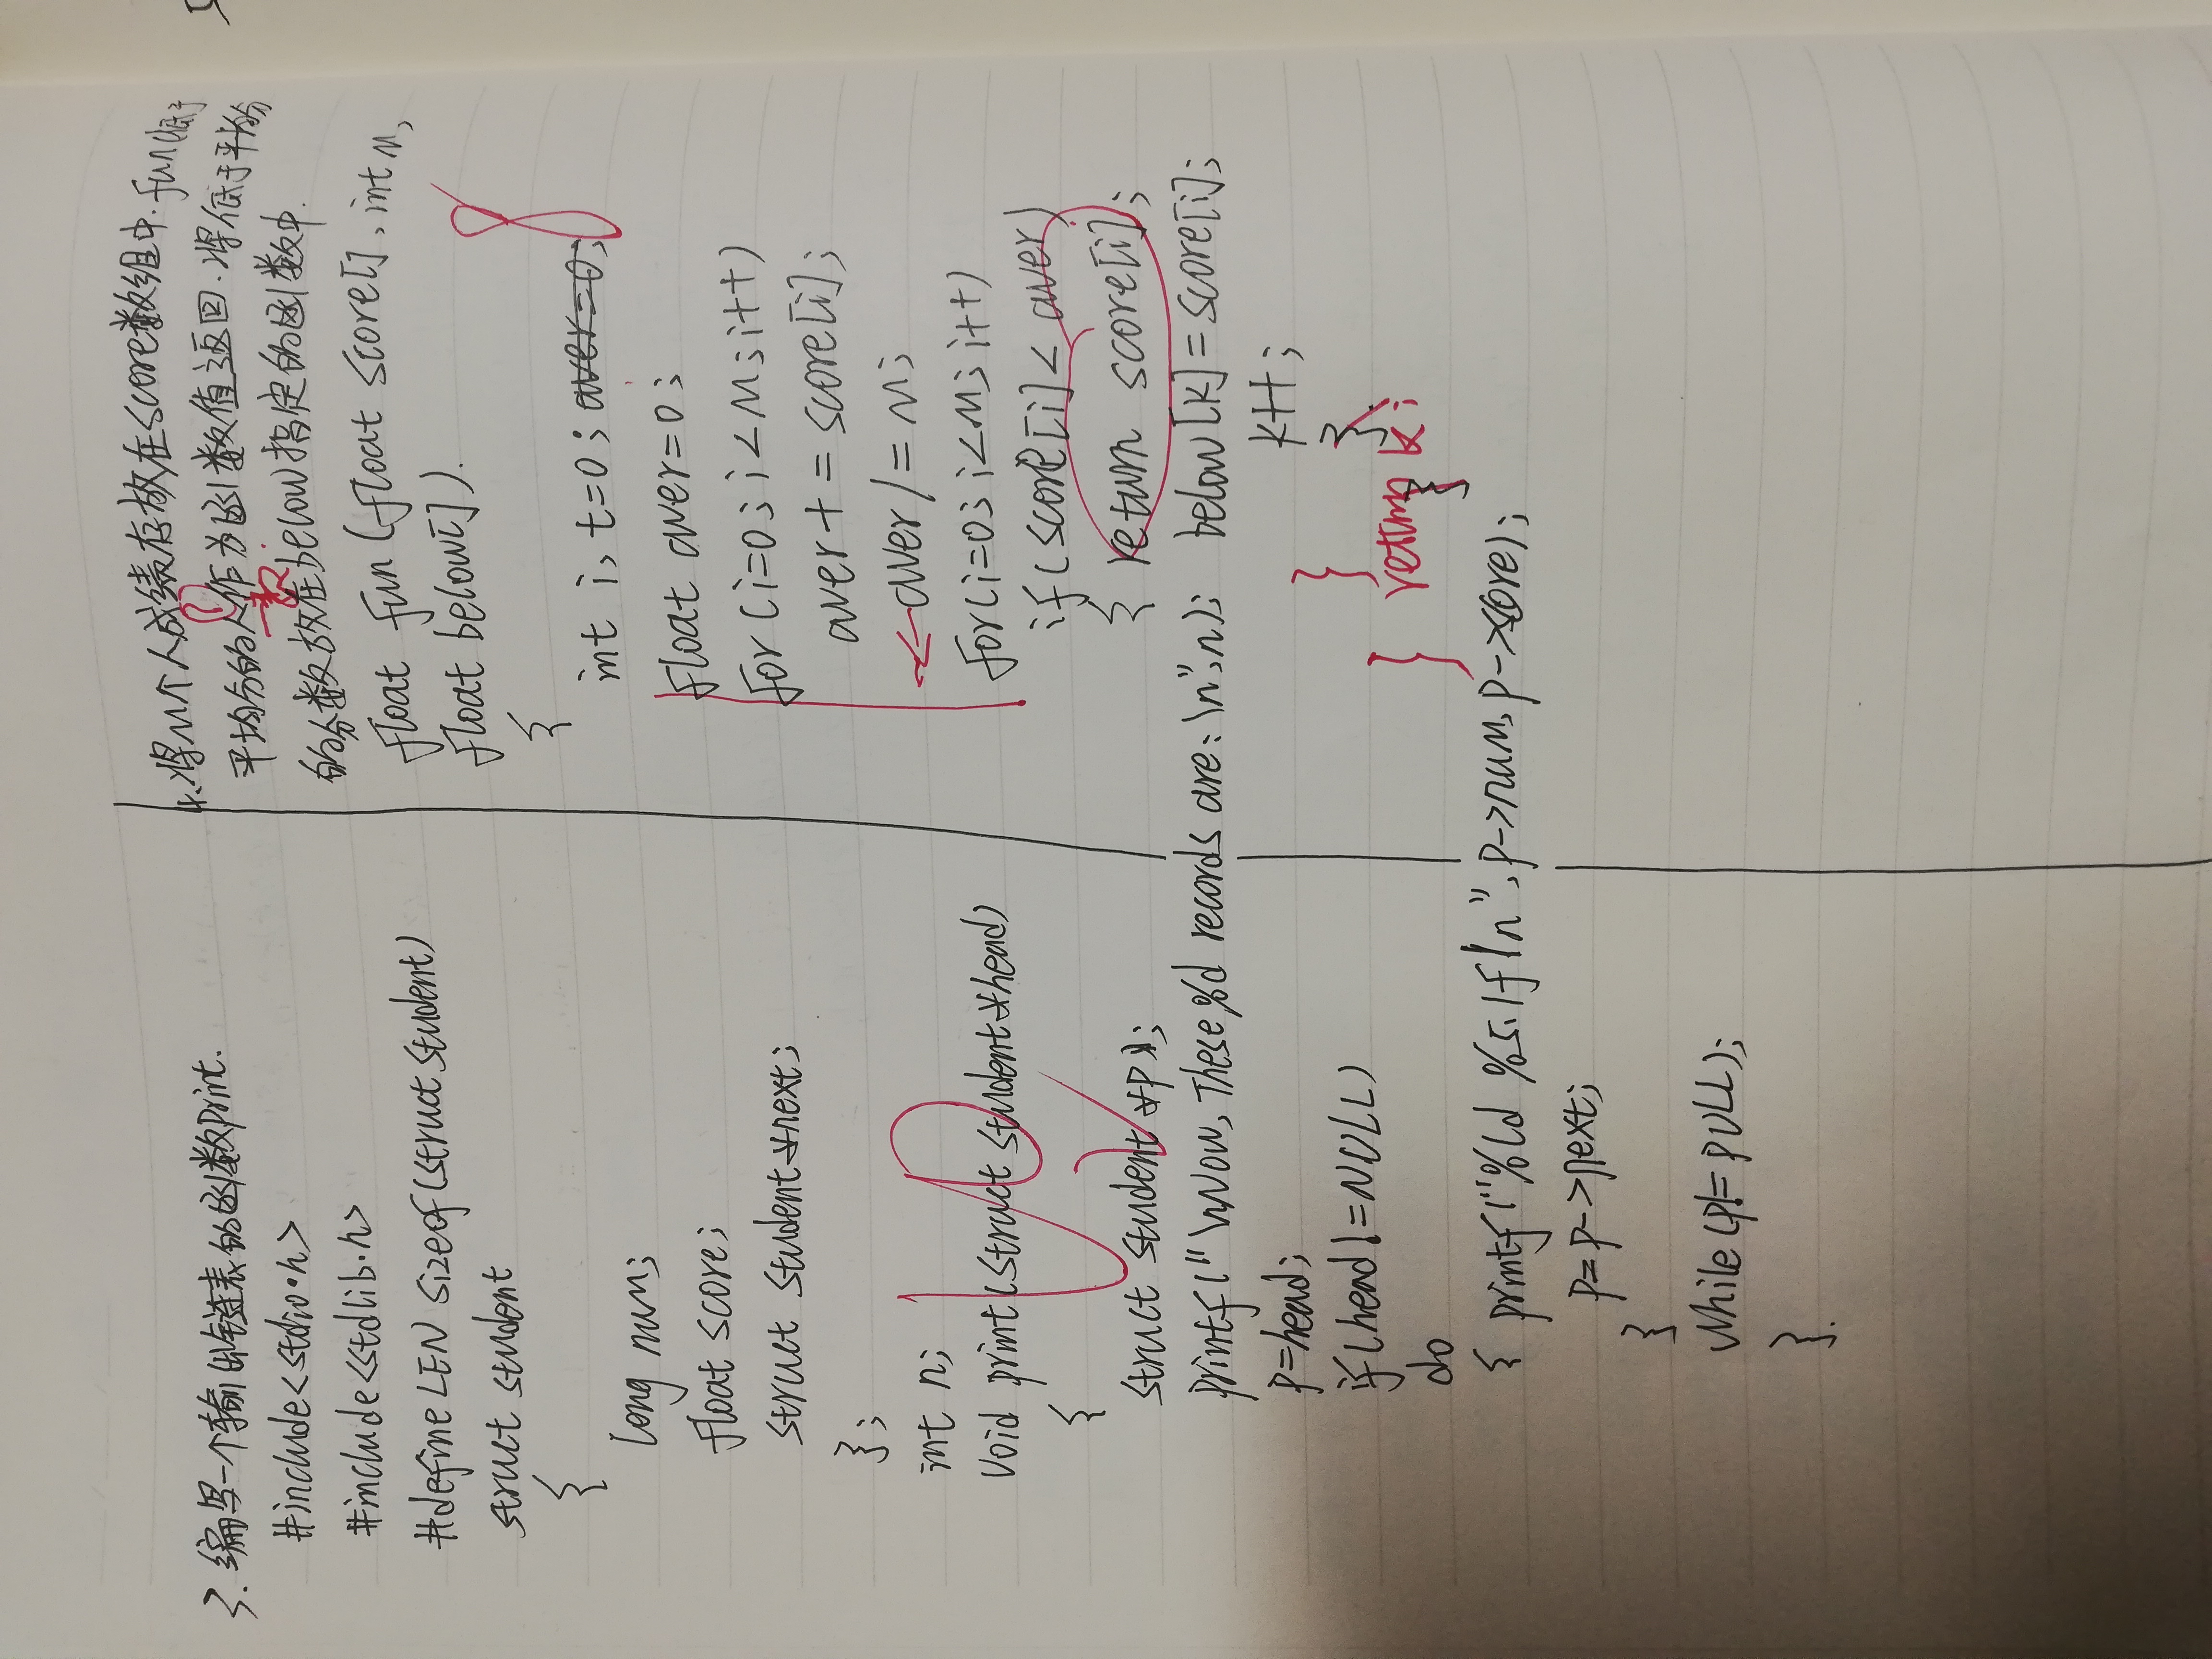 3. 编写一个输出链表的函数print.
#include<stdio.h>
#include<stdlib.h>
#define LEN sizeof(struct student)
struct student
{
long num;
float score;
struct student*next;
};
int n;
void print(struct student*head)
{
struct student*p;
printf("\nNow, These %d records are:\n",n);
p=head;
if(head!=NULL)
do
{ printf("%ld %5.1f\n",p->num,p->score);
p=p->next;
}
while(p!=PULL);
}.
4.将m个人成绩存放在score数组中.fun(低于
平均分的人作为函数值返回.将低于平均分
数
的分数放在below搞定的函数中.
float fun(float score[],int m,
float below[]).
{
int i,t=0;aver=0;
float aver=0;
for(i=0;i<m;i++)
aver+=score[i];
aver/=m;
for(i=0;i<m;i++)
if(score[i]<aver)
{ return score[i];
below[k]=score[i];
k++;
}
}
return k;
}
}